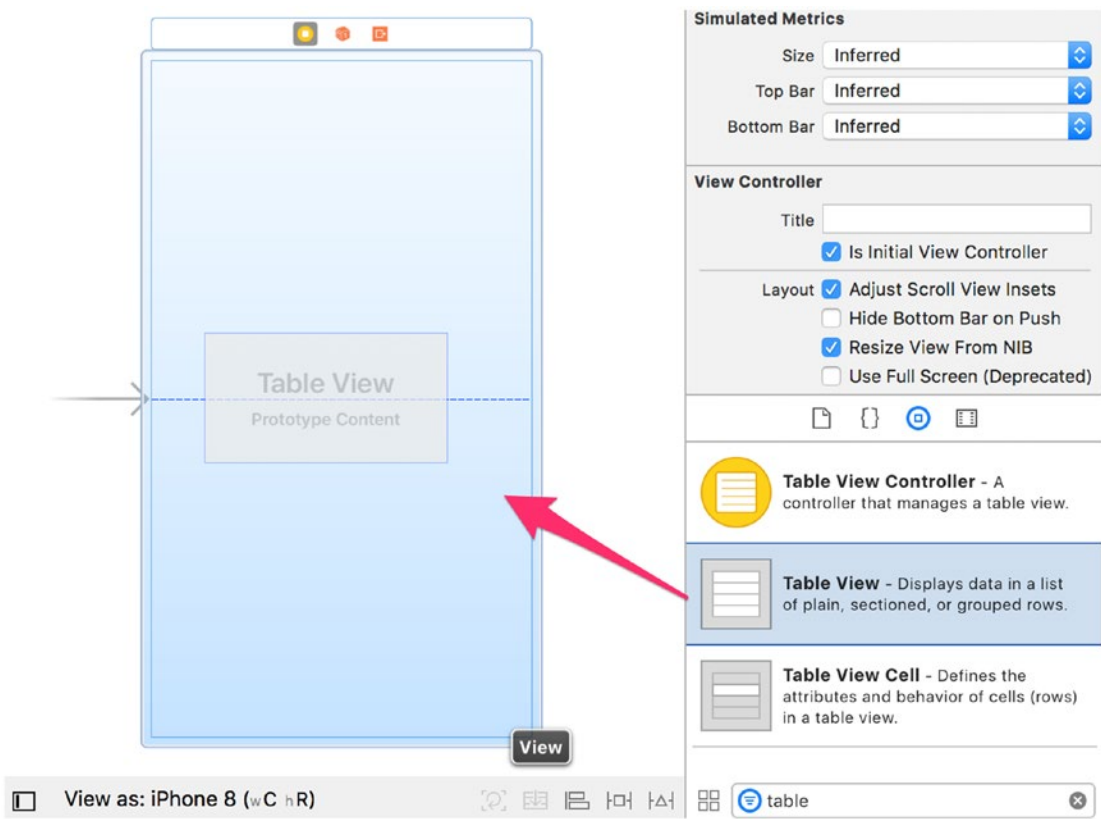 Simulated Metrics
Size Inferred
Top Bar Inferred
Bottom Bar Inferred
View Controller
Title
Is Initial View Controller
Layout Adjust Scroll View Insets
Hide Bottom Bar on Push
Resize View From NIB
Use Full Screen (Deprecated)
Table View
Prototype Content
{}
Table View Controller - A
controller that manages a table view.
Table View - Displays data in a list
of plain, sectioned, or grouped rows.
Table View Cell - Defines the
attributes and behavior of cells (rows)
in a table view.
View
View as: iPhone 8 (wC hR)
table